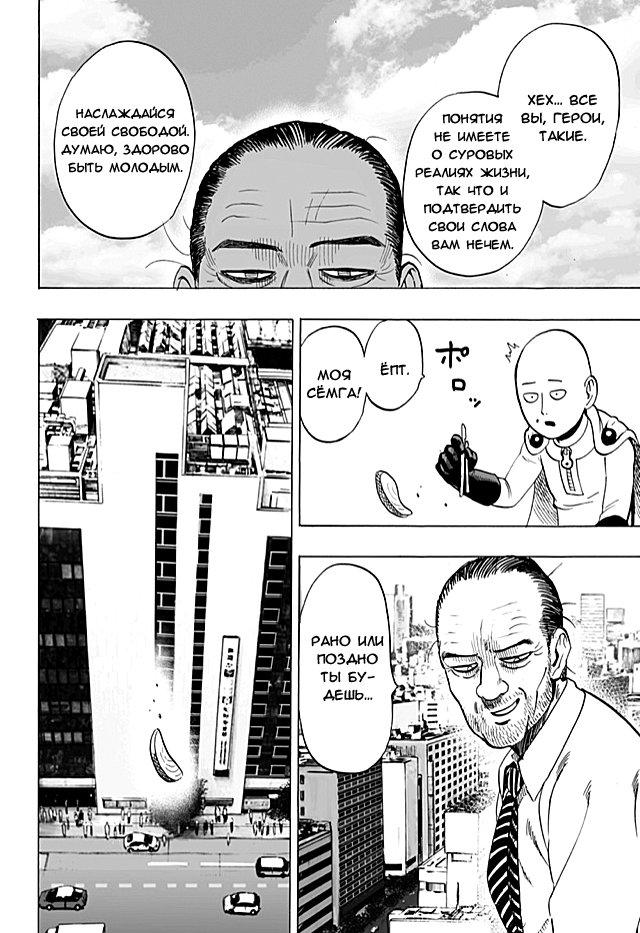 ХЕХ... ВСЕ
ВЫ, ГЕРОИ,
ТАКИЕ.
ПОНЯТИЯ
НЕ ИМЕЕТЕ
О СУРОВЫХ
РЕАЛИЯХ ЖИЗНИ,
ТАК ЧТО И
ПОДТВЕРДИТЬ
СВОИ СЛОВА
ВАМ НЕЧЕМ.
НАСЛАЖДАЙСЯ
СВОЕЙ СВОБОДОЙ.
ДУМАЮ, ЗДОРОВО
БЫТЬ МОЛОДЫМ.
ЁПТ.
МОЯ
СЁМГА!
ポロッ
РАНО ИЛИ
ПОЗДНО
ТЫ БУ-
ДЕШЬ...